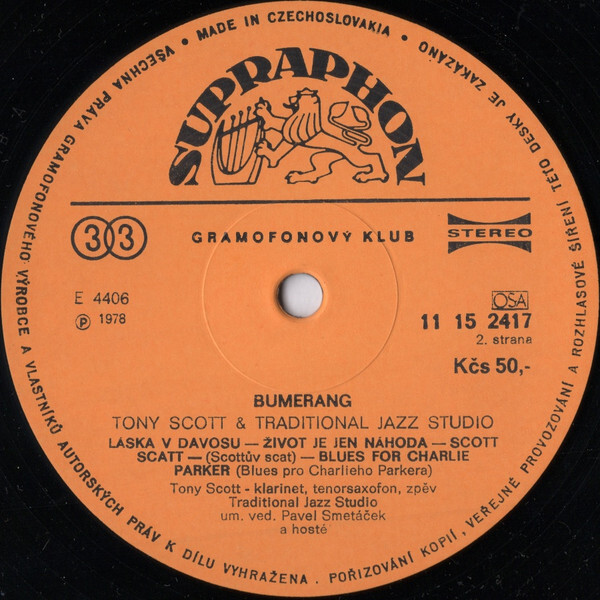 VŠECHNA PRÁVA GRAMOFONOVÉHO VÝROBCE A VLASTNÍKŮ AUTORSKÝCH PRÁV K DÍLU VYHRAŽENA . POŘIZOVÁNÍ KOPIÍ, VEŘEJNÉ PROVOZOVÁNÍ A ROZHLASOVÉ ŠÍŘENÍ TÉTO DESKY JE ZAKÁZÁNO • MADE IN CZECHOSLOVAKIA •
SUPRAPHON
33
GRAMOFONOVÝ KLUB
STEREO
E 4406
Ⓟ 1978
OSA
11 15 2417
2. strana
Kčs 50,-
BUMERANG
TONY SCOTT & TRADITIONAL JAZZ STUDIO
LÁSKA V DAVOSU — ŽIVOT JE JEN NÁHODA — SCOTT
SCATT — (Scottův scat) — BLUES FOR CHARLIE
PARKER (Blues pro Charlieho Parkera)
Tony Scott - klarinet, tenorsaxofon, zpěv
Traditional Jazz Studio
um. ved. Pavel Smetáček
a hosté